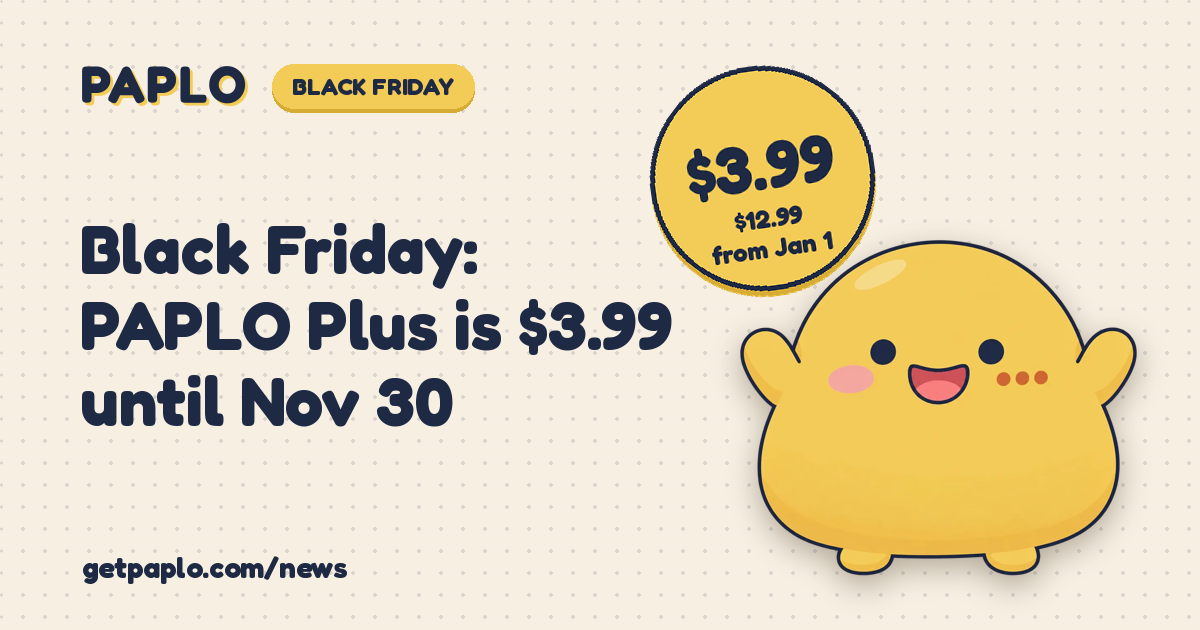 PAPLO
BLACK FRIDAY
$3.99
$12.99
from Jan 1
Black Friday:
PAPLO Plus is $3.99
until Nov 30
getpaplo.com/news